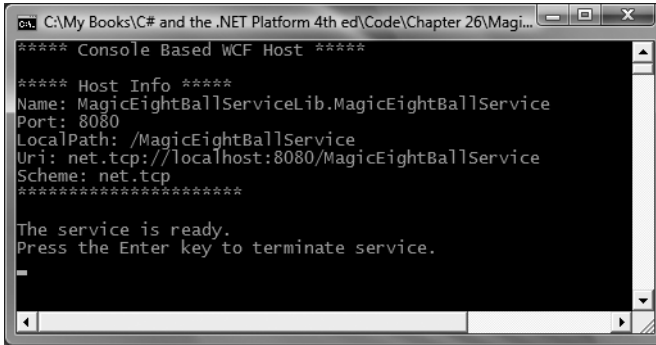 C:\My Books\C# and the .NET Platform 4th ed\Code\Chapter 26\Magi...
***** Console Based WCF Host *****
***** Host Info *****
Name: MagicEightBallServiceLib.MagicEightBallService
Port: 8080
LocalPath: /MagicEightBallService
Uri: net.tcp://localhost:8080/MagicEightBallService
Scheme: net.tcp
**********************
The service is ready.
Press the Enter key to terminate service.